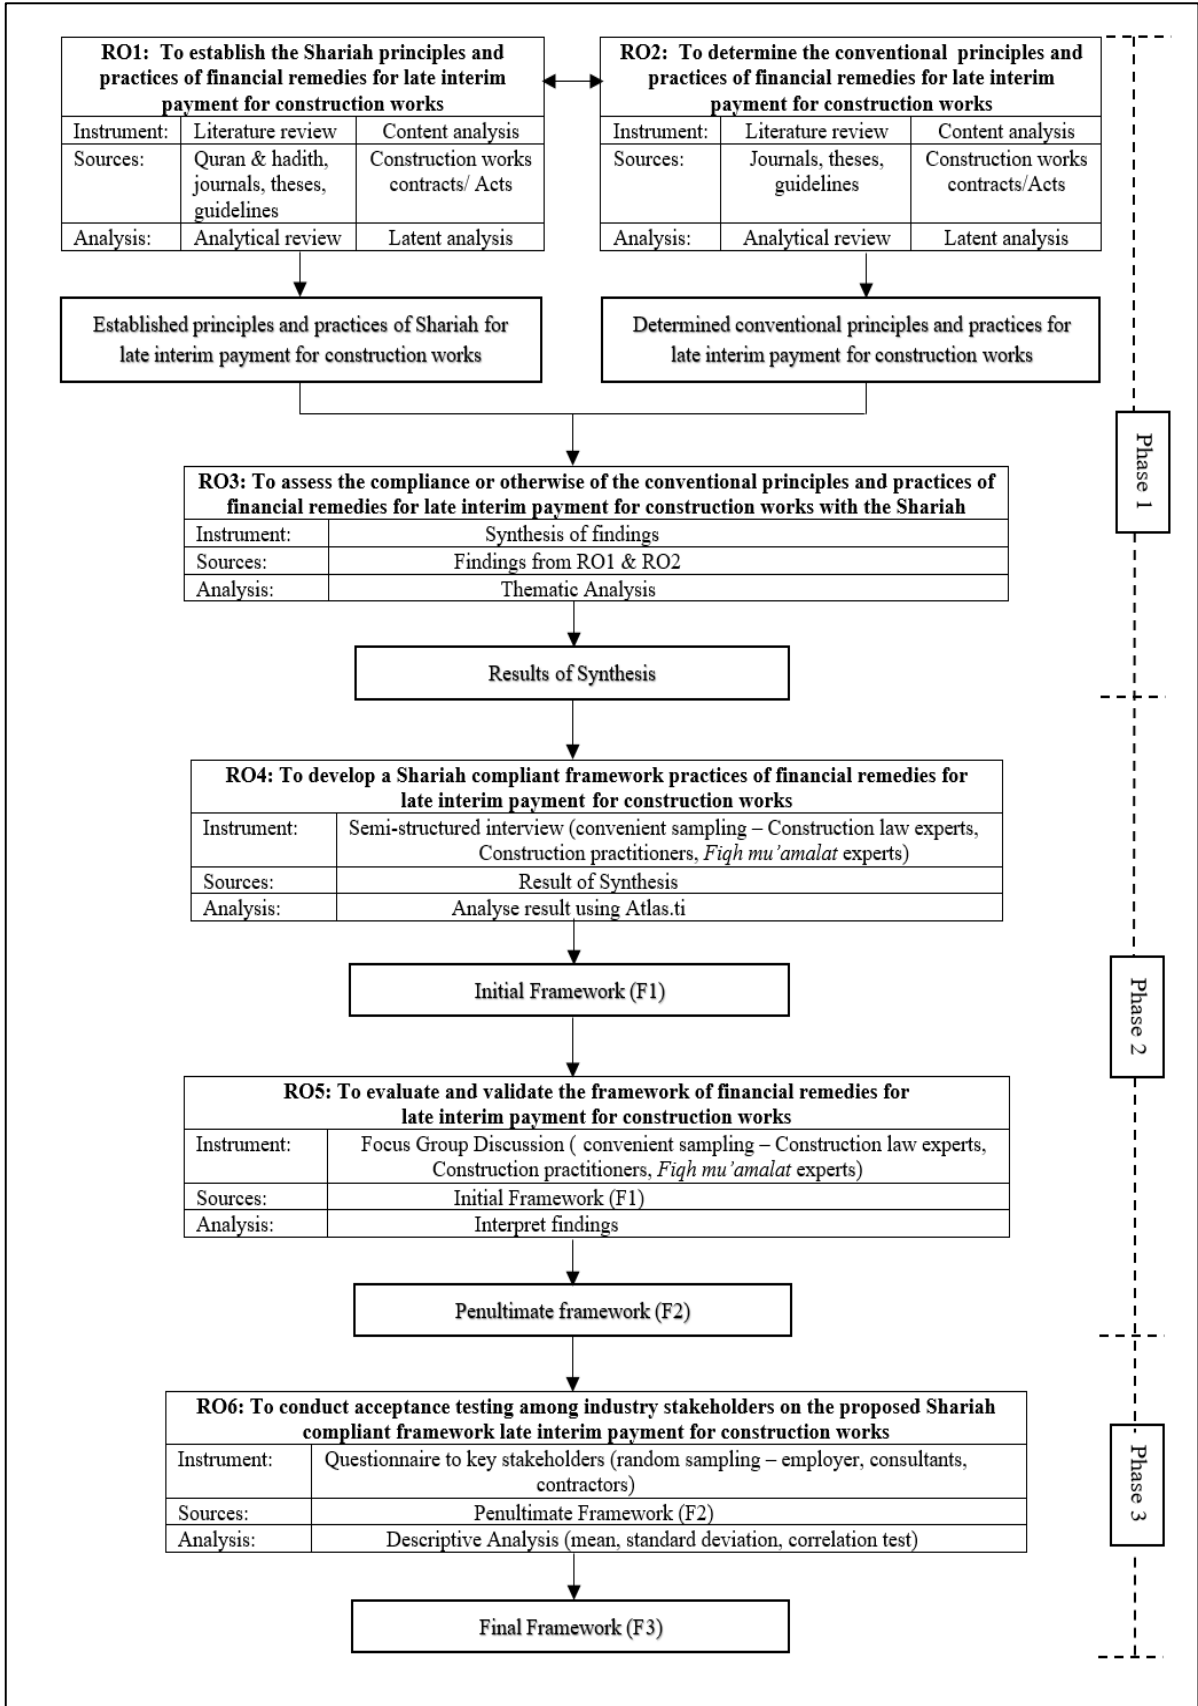 RO1: To establish the Shariah principles and
practices of financial remedies for late interim
payment for construction works
Instrument: Literature review Content analysis
Sources: Quran & hadith, Construction works
journals, theses, contracts/ Acts
guidelines
Analysis: Analytical review Latent analysis
RO2: To determine the conventional principles and
practices of financial remedies for late interim
payment for construction works
Instrument: Literature review Content analysis
Sources: Journals, theses, Construction works
guidelines contracts/Acts
Analysis: Analytical review Latent analysis
Established principles and practices of Shariah for
late interim payment for construction works
Determined conventional principles and practices for
late interim payment for construction works
Phase 1
RO3: To assess the compliance or otherwise of the conventional principles and practices of
financial remedies for late interim payment for construction works with the Shariah
Instrument: Synthesis of findings
Sources: Findings from RO1 & RO2
Analysis: Thematic Analysis
Results of Synthesis
RO4: To develop a Shariah compliant framework practices of financial remedies for
late interim payment for construction works
Instrument: Semi-structured interview (convenient sampling – Construction law experts,
Construction practitioners, Fiqh mu’amalat experts)
Sources: Result of Synthesis
Analysis: Analyse result using Atlas.ti
Initial Framework (F1)
Phase 2
RO5: To evaluate and validate the framework of financial remedies for
late interim payment for construction works
Instrument: Focus Group Discussion ( convenient sampling – Construction law experts,
Construction practitioners, Fiqh mu’amalat experts)
Sources: Initial Framework (F1)
Analysis: Interpret findings
Penultimate framework (F2)
RO6: To conduct acceptance testing among industry stakeholders on the proposed Shariah
compliant framework late interim payment for construction works
Instrument: Questionnaire to key stakeholders (random sampling – employer, consultants,
contractors)
Sources: Penultimate Framework (F2)
Analysis: Descriptive Analysis (mean, standard deviation, correlation test)
Phase 3
Final Framework (F3)